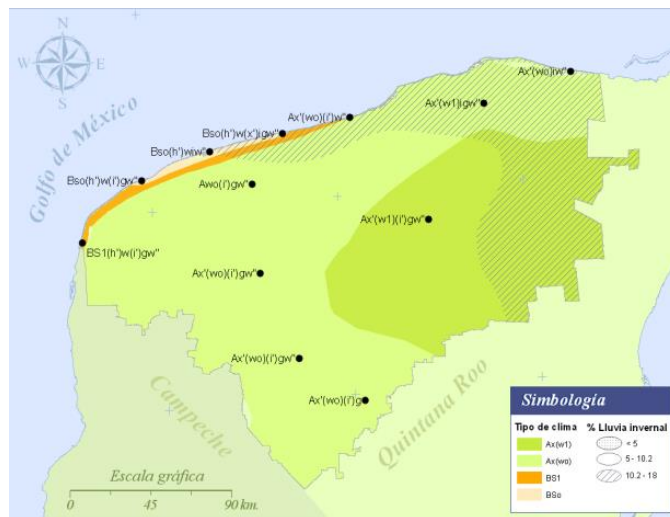 N
W
E
S
Golfo de México
Ax'(wo)iw"
Ax'(w1)igw"
Ax'(wo)(i')w"
Bso(h')w(x')igw"
Bso(h')wiw"
Bso(h')w(i')gw"
Awo(i')gw"
Ax'(w1)(i')gw"
BS1(h')w(i')gw"
Ax'(wo)(i')gw"
Ax'(wo)(i')gw"
Ax'(wo)(i')g
Campeche
Quintana Roo
Escala gráfica
0 45 90 km.
Simbología
Tipo de clima % Lluvia invernal
Ax(w1) < 5
Ax(wo) 5 - 10.2
BS1 10.2 - 18
BSo